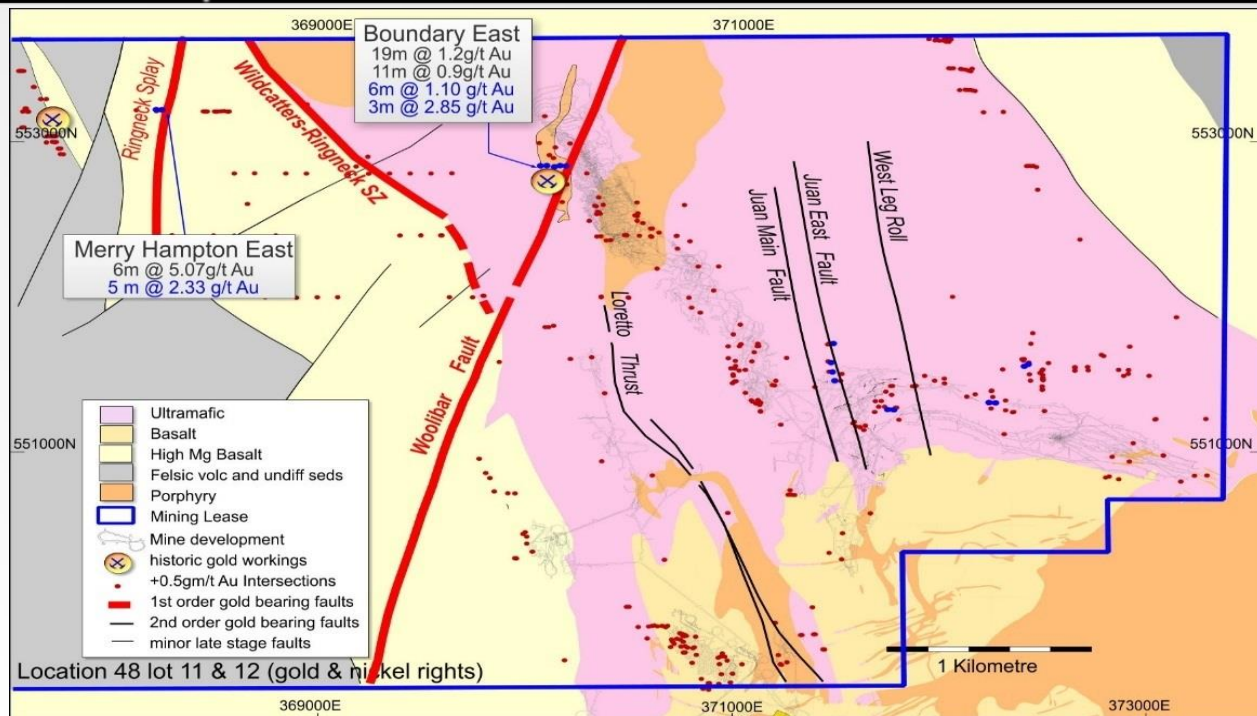 369000E
371000E
Boundary East
19m @ 1.2g/t Au
11m @ 0.9g/t Au
6m @ 1.10 g/t Au
3m @ 2.85 g/t Au
Ringneck Splay
Wildcatters-Ringneck SZ
553000N
553000N
Merry Hampton East
6m @ 5.07g/t Au
5 m @ 2.33 g/t Au
West Leg Roll
Juan East Fault
Juan Main Fault
Loretto Thrust
Woolibar Fault
551000N
551000N
Ultramafic
Basalt
High Mg Basalt
Felsic volc and undiff seds
Porphyry
Mining Lease
Mine development
historic gold workings
+0.5gm/t Au Intersections
1st order gold bearing faults
2nd order gold bearing faults
minor late stage faults
Location 48 lot 11 & 12 (gold & nickel rights)
1 Kilometre
369000E
371000E
373000E